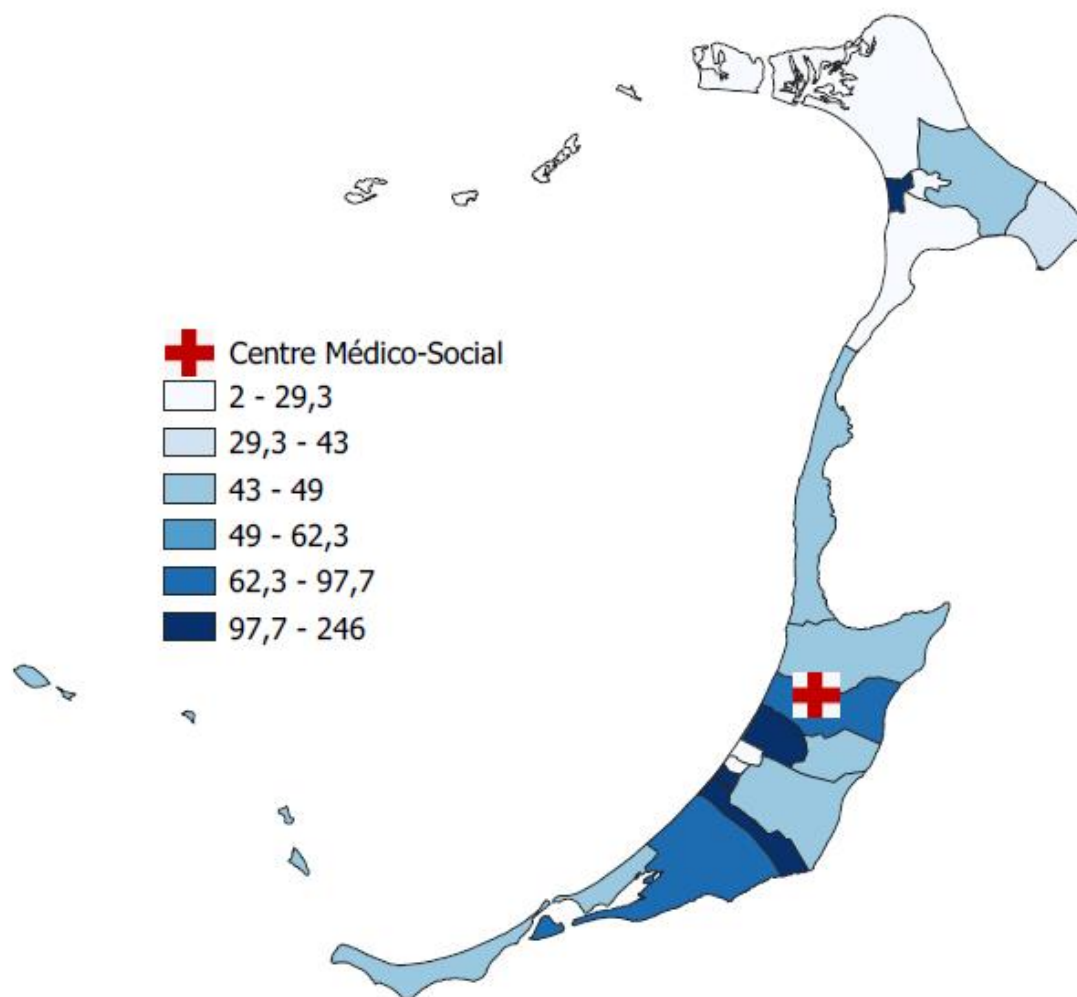 Centre Médico-Social
2 - 29,3
29,3 - 43
43 - 49
49 - 62,3
62,3 - 97,7
97,7 - 246